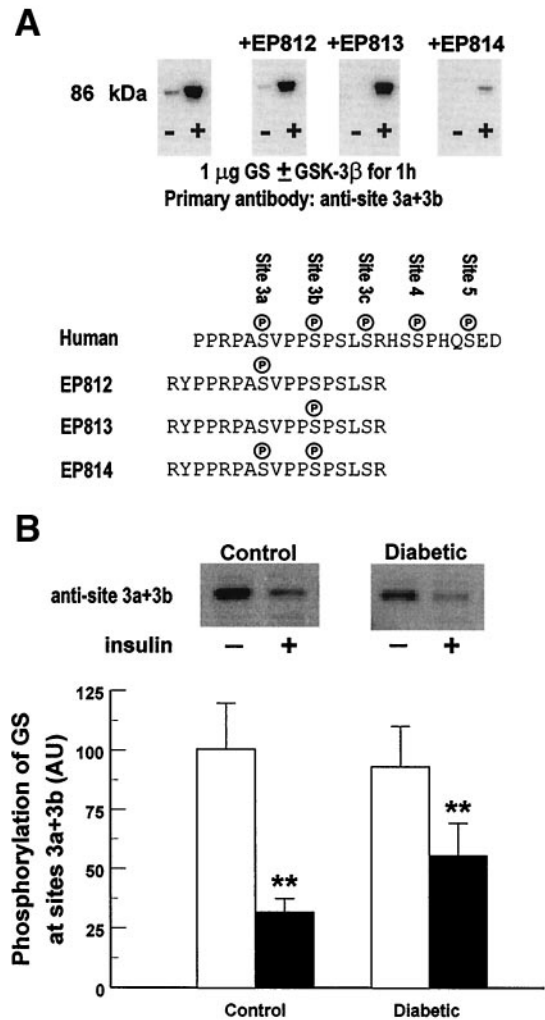 A
+EP812 +EP813 +EP814
86 kDa
- + - + - + - +
1 μg GS ± GSK-3β for 1h
Primary antibody: anti-site 3a+3b
Site 3a Site 3b Site 3c Site 4 Site 5
P P P P P
Human PPRPASVPPSPSLSRHSSPHQSED
P
EP812 RYPPRPASVPPSPSLSR
P
EP813 RYPPRPASVPPSPSLSR
P P
EP814 RYPPRPASVPPSPSLSR
B
Control Diabetic
anti-site 3a+3b
insulin − + − +
Phosphorylation of GS
at sites 3a+3b (AU)
125
100
75
50
25
0
** **
Control Diabetic